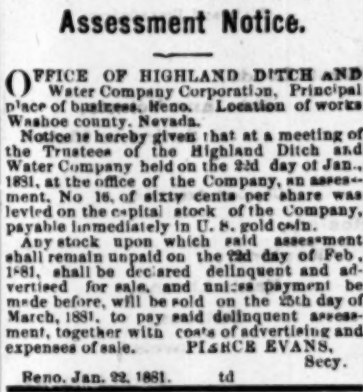 Assessment Notice.
OFFICE OF HIGHLAND DITCH AND
Water Company Corporation, Principal
place of business, Reno. Location of works
Washoe county, Nevada.
Notice is hereby given that at a meeting of
the Trustees of the Highland Ditch and
Water Company held on the 22d day of Jan.,
1881, at the office of the Company, an assess-
ment, No 16, of sixty cents per share was
levied on the capital stock of the Company,
payable immediately in U. S. gold coin.
Any stock upon which said assessment
shall remain unpaid on the 22d day of Feb,
1881, shall be declared delinquent and ad
vertised for sale, and unless payment be
made before, will be sold on the 25th day of
March, 1881. to pay said delinquent assess-
ment, together with costs of advertising and
expenses of sale. PIERCE EVANS,
Secy.
Reno. Jan. 22, 1881. td